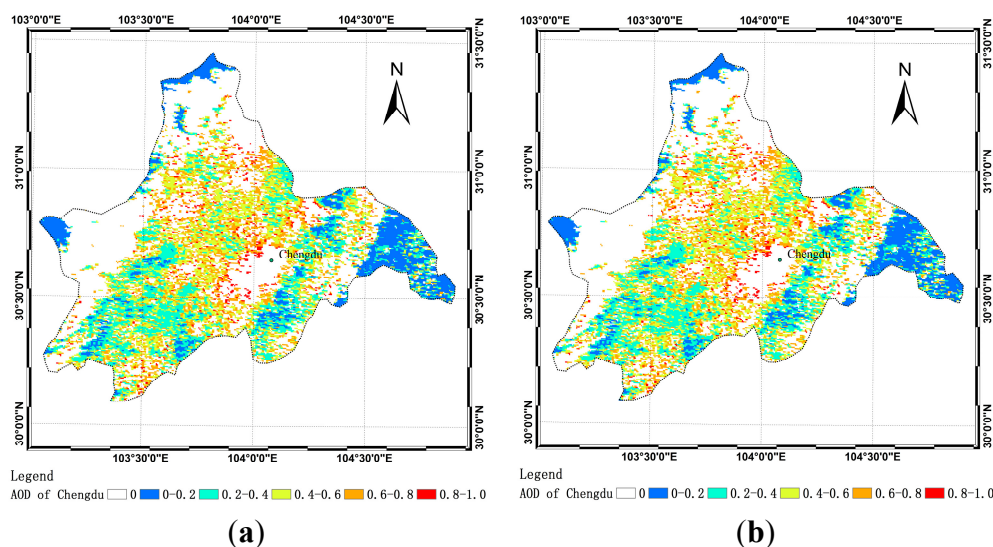 103°0'0"E 103°30'0"E 104°0'0"E 104°30'0"E
31°30'0"N
31°0'0"N
30°30'0"N
30°0'0"N
N
Chengdu
31°30'0"N
31°0'0"N
30°30'0"N
30°0'0"N
103°30'0"E 104°0'0"E 104°30'0"E
Legend
AOD of Chengdu 0 0-0.2 0.2-0.4 0.4-0.6 0.6-0.8 0.8-1.0
(a)
103°0'0"E 103°30'0"E 104°0'0"E 104°30'0"E
31°0'0"N
30°30'0"N
30°0'0"N
N
Chengdu
31°30'0"N
31°0'0"N
30°30'0"N
30°0'0"N
103°30'0"E 104°0'0"E 104°30'0"E
Legend
AOD of Chengdu 0 0-0.2 0.2-0.4 0.4-0.6 0.6-0.8 0.8-1.0
(b)